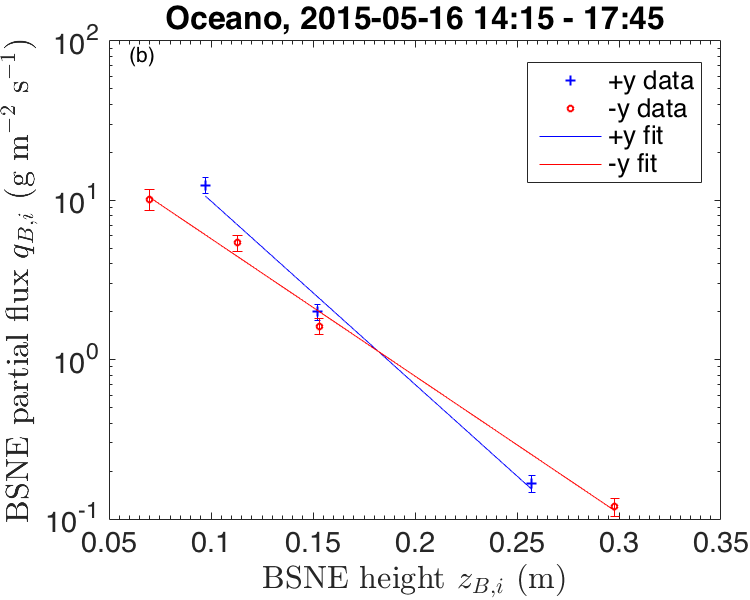 Oceano, 2015-05-16 14:15 - 17:45
(b)
+y data
-y data
+y fit
-y fit
BSNE partial flux q_{B,i} (g m^{-2} s^{-1})
10^2
10^1
10^0
10^{-1}
0.05 0.1 0.15 0.2 0.25 0.3 0.35
BSNE height z_{B,i} (m)